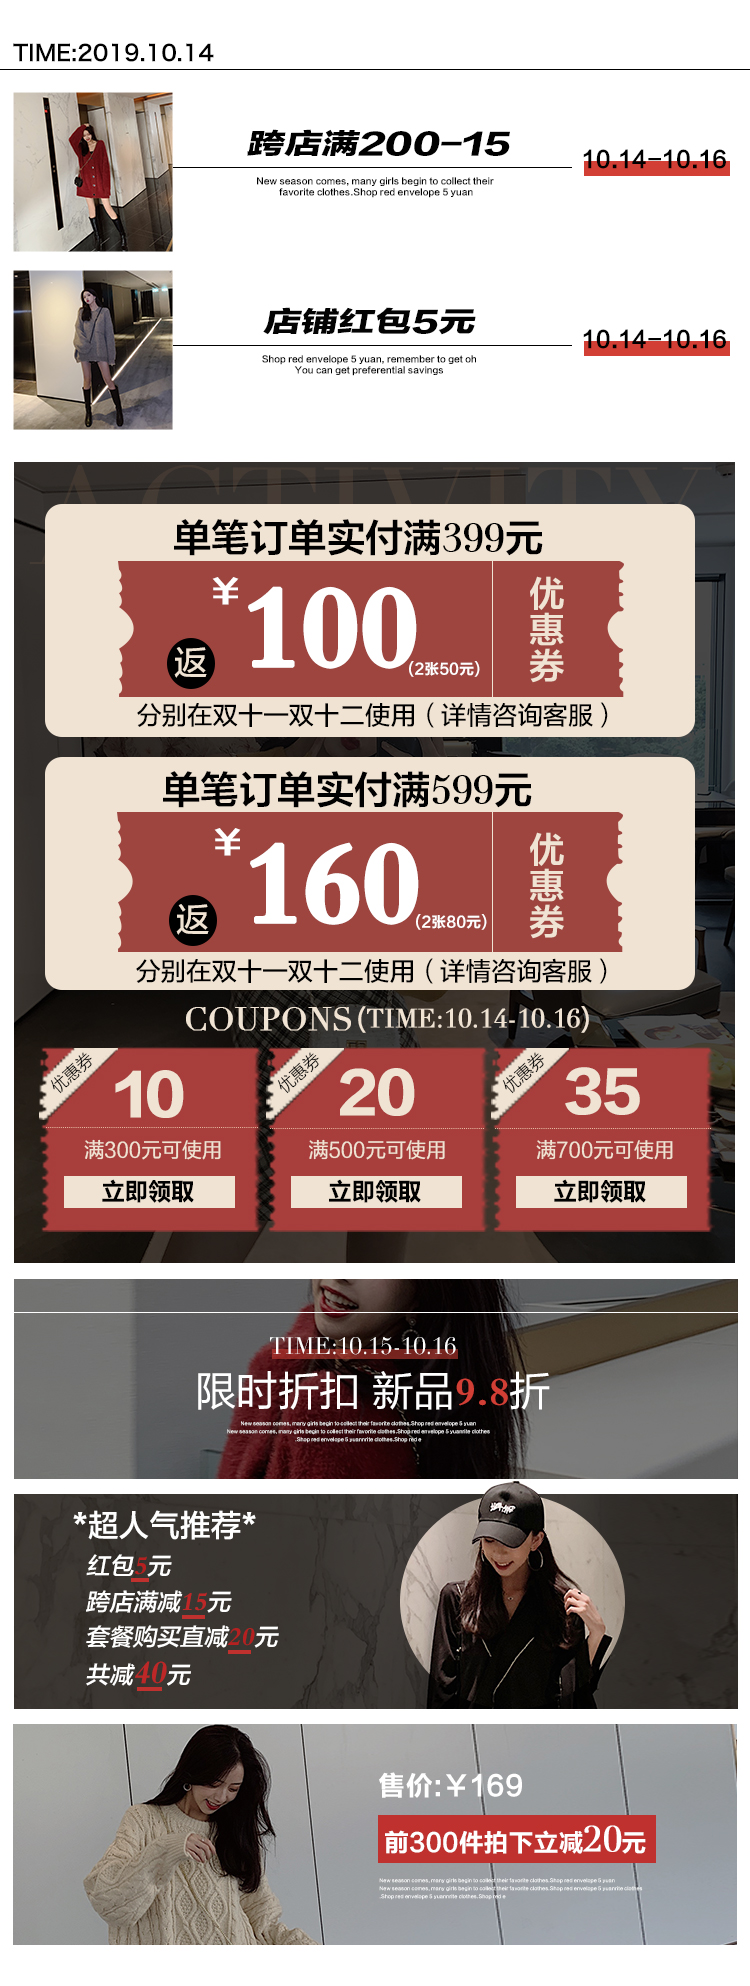 TIME:2019.10.14
跨店满200-15
10.14-10.16
New season comes, many girls begin to collect their
favorite clothes.Shop red envelope 5 yuan
店铺红包5元
10.14-10.16
Shop red envelope 5 yuan, remember to get oh
You can get preferential savings
ACTIVITY
单笔订单实付满399元
¥100
(2张50元)
返
优惠券
分别在双十一双十二使用（详情咨询客服）
单笔订单实付满599元
¥160
(2张80元)
返
优惠券
分别在双十一双十二使用（详情咨询客服）
COUPONS(TIME:10.14-10.16)
优惠券
10
满300元可使用
立即领取
优惠券
20
满500元可使用
立即领取
优惠券
35
满700元可使用
立即领取
TIME:10.15-10.16
限时折扣 新品9.8折
New season comes, many girls begin to collect their favorite clothes.Shop red envelope 5 yuan
New season comes, many girls begin to collect their favorite clothes.Shop red envelope 5 yuanrite clothes
.Shop red envelope 5 yuanrite clothes.Shop red e
*超人气推荐*
红包5元
跨店满减15元
套餐购买直减20元
共减40元
售价:¥169
前300件拍下立减20元
New season comes, many girls begin to collect their favorite clothes.Shop red envelope 5 yuan
New season comes, many girls begin to collect their favorite clothes.Shop red envelope 5 yuanrite clothes
.Shop red envelope 5 yuanrite clothes.Shop red e